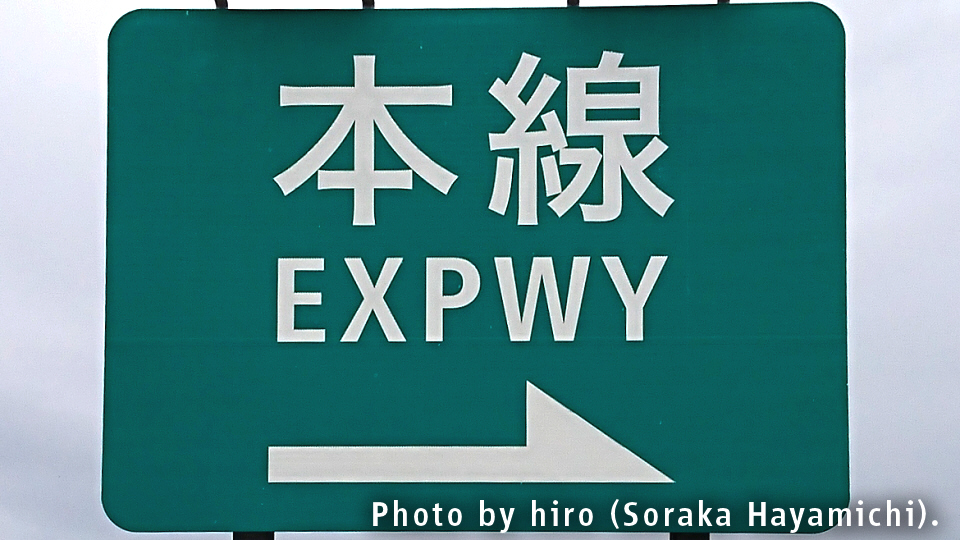 本線
EXPWY
Photo by hiro (Soraka Hayamichi).